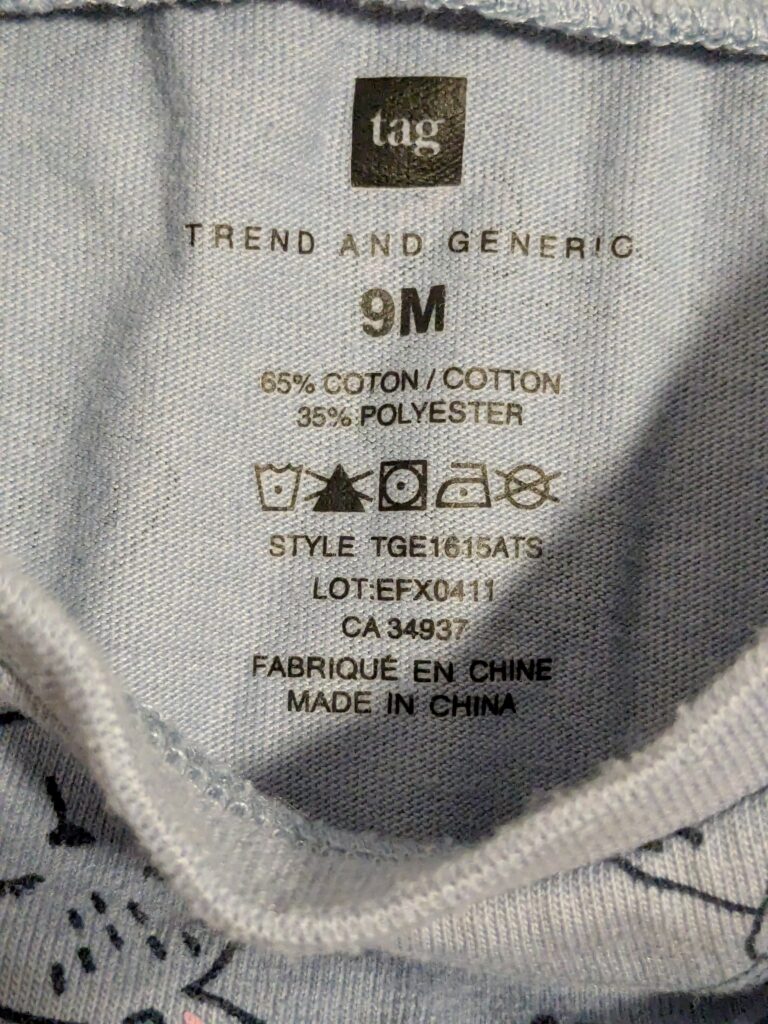 tag
TREND AND GENERIC
9M
65% COTON / COTTON
35% POLYESTER
STYLE TGE1615ATS
LOT:EFX0411
CA 34937
FABRIQUÉ EN CHINE
MADE IN CHINA